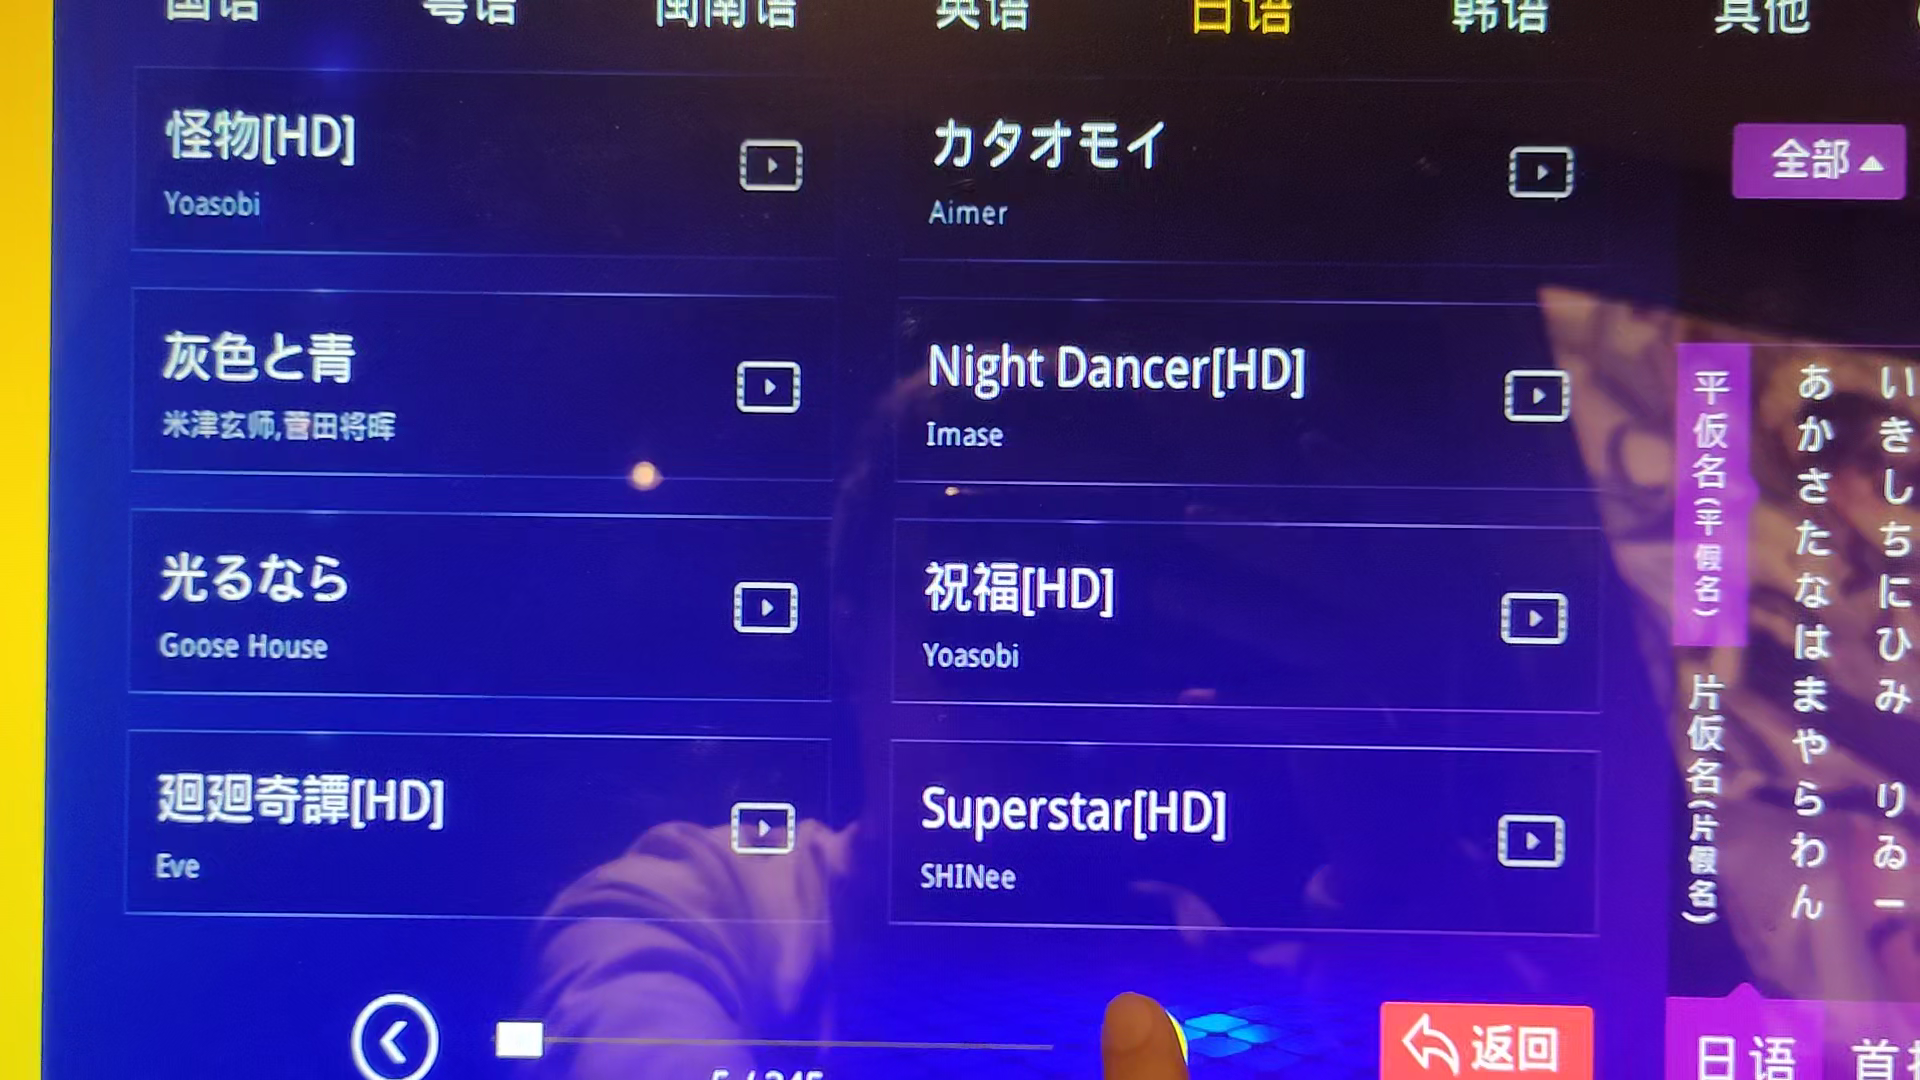 国语 粤语 闽南语 英语 日语 韩语 其他
怪物[HD]
Yoasobi
カタオモイ
Aimer
全部
灰色と青
米津玄师,菅田将晖
Night Dancer[HD]
Imase
光るなら
Goose House
祝福[HD]
Yoasobi
廻廻奇譚[HD]
Eve
Superstar[HD]
SHINee
平仮名(平假名)
片仮名(片假名)
あかさたなはまやらわん
いきしちにひみ りゐー
5 / 245
返回
日语
首